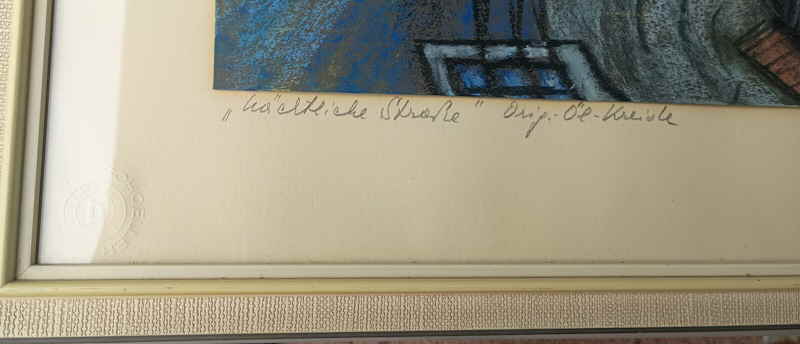 „Nächtliche Straße" Orig.-Öl-Kreide